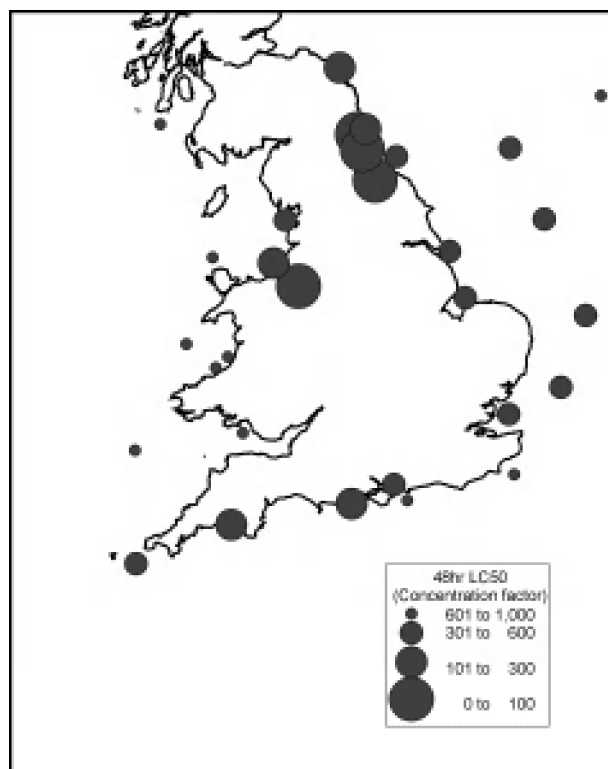 48hr LC50
(Concentration factor)
601 to 1,000
301 to 600
101 to 300
0 to 100